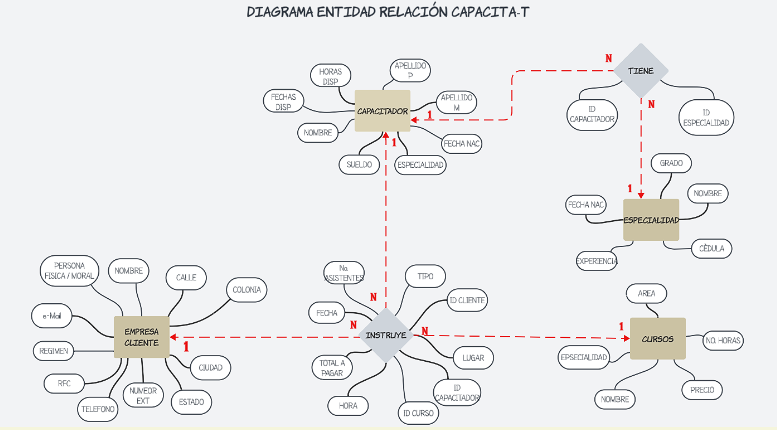 DIAGRAMA ENTIDAD RELACIÓN CAPACITA-T
HORAS
DISP
APELLIDO
P
FECHAS
DISP
APELLIDO
M
CAPACITADOR
NOMBRE
FECHA NAC
SUELDO
ESPECIALIDAD
1
1
N
TIENE
N
ID
CAPACITADOR
ID
ESPECIALIDAD
GRADO
1
NOMBRE
FECHA NAC
ESPECIALIDAD
EXPERIENCIA
CÉDULA
PERSONA
FISICA / MORAL
NOMBRE
CALLE
COLONIA
e-Mail
EMPRESA
CLIENTE
1
REGIMEN
CIUDAD
RFC
NUMEOR
EXT
ESTADO
TELEFONO
No.
ASISTENTES
TTIPO
N
ID CLIENTE
FECHA
N
INSTRUYE
N
LUGAR
TOTAL A
PAGAR
ID
CAPACITADOR
HORA
ID CURSO
AREA
1
CURSOS
NO. HORAS
EPSECIALIDAD
PRECIO
NOMBRE